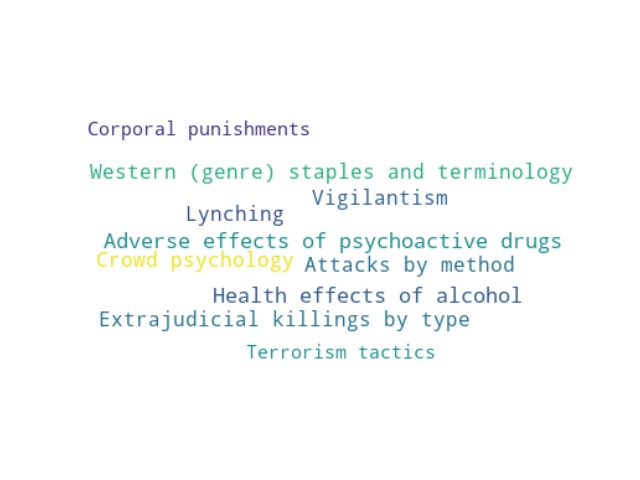 Corporal punishments
Western (genre) staples and terminology
Vigilantism
Lynching
Adverse effects of psychoactive drugs
Crowd psychology
Attacks by method
Health effects of alcohol
Extrajudicial killings by type
Terrorism tactics